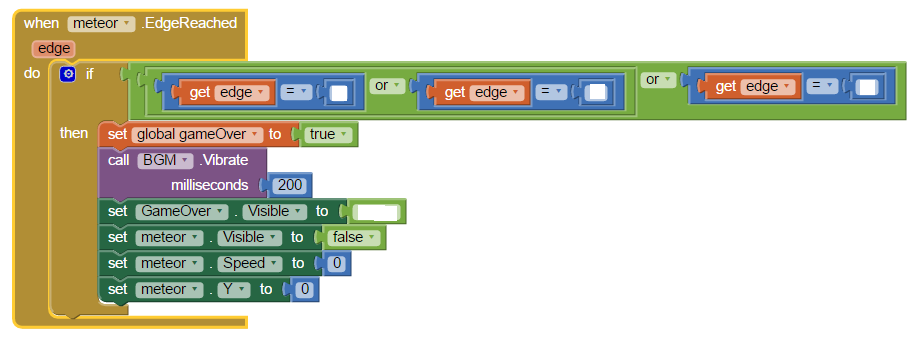 when meteor .EdgeReached
edge
do if get edge = or get edge = or get edge =
then set global gameOver to true
call BGM .Vibrate
milliseconds 200
set GameOver . Visible to
set meteor . Visible to false
set meteor . Speed to 0
set meteor . Y to 0